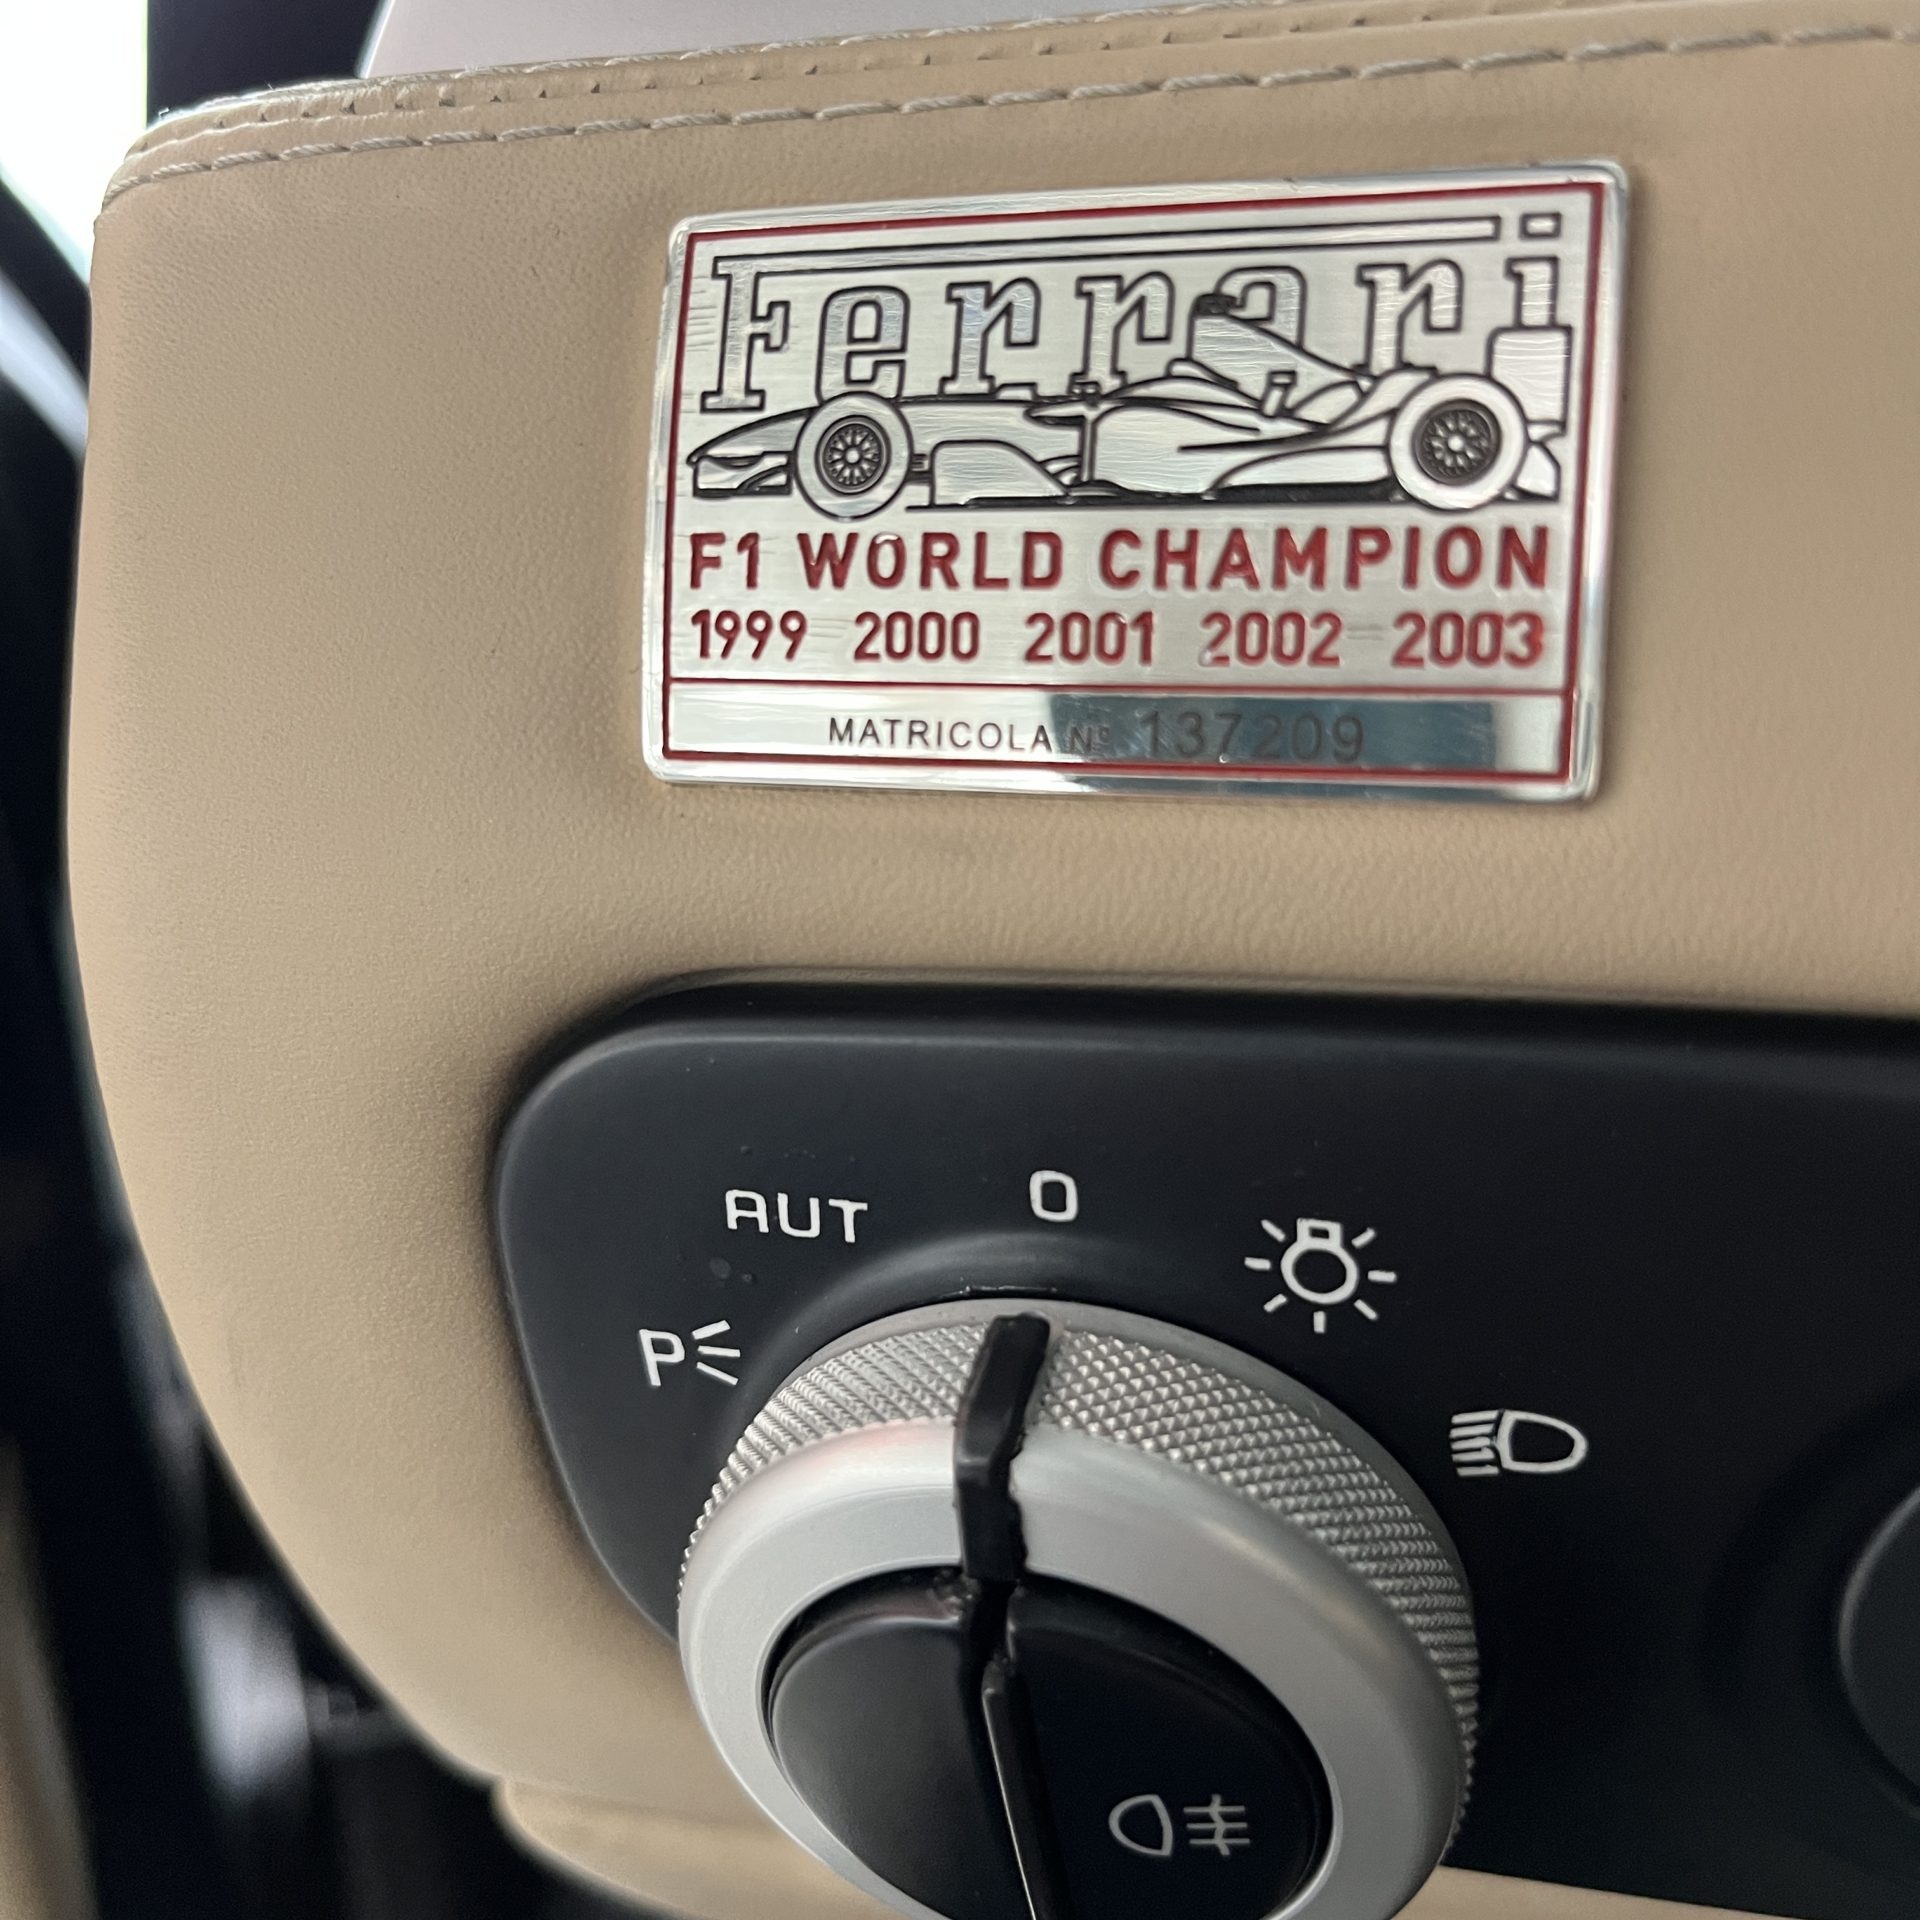 Ferrari
F1 WORLD CHAMPION
1999 2000 2001 2002 2003
MATRICOLA Nº 137209
AUT
0
P